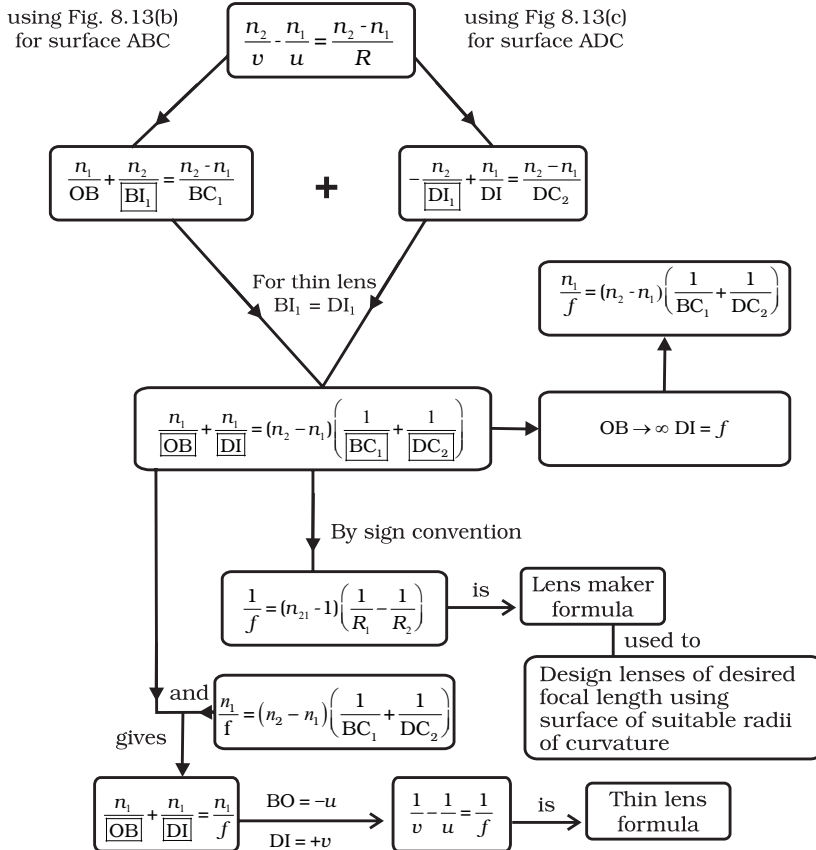 using Fig. 8.13(b)
for surface ABC
n₂/v - n₁/u = n₂ - n₁/R
using Fig 8.13(c)
for surface ADC
n₁/OB + n₂/BI₁ = n₂ - n₁/BC₁
+
-n₂/DI₁ + n₁/DI = n₂ − n₁/DC₂
For thin lens
BI₁ = DI₁
n₁/f = (n₂ - n₁)(1/BC₁ + 1/DC₂)
n₁/OB + n₁/DI = (n₂ − n₁)(1/BC₁ + 1/DC₂)
OB → ∞ DI = f
By sign convention
1/f = (n₂₁ - 1)(1/R₁ − 1/R₂)
is
Lens maker
formula
used to
Design lenses of desired
focal length using
surface of suitable radii
of curvature
and
n₁/f = (n₂ − n₁)(1/BC₁ + 1/DC₂)
gives
n₁/OB + n₁/DI = n₁/f
BO = −u
DI = +v
1/v − 1/u = 1/f
is
Thin lens
formula